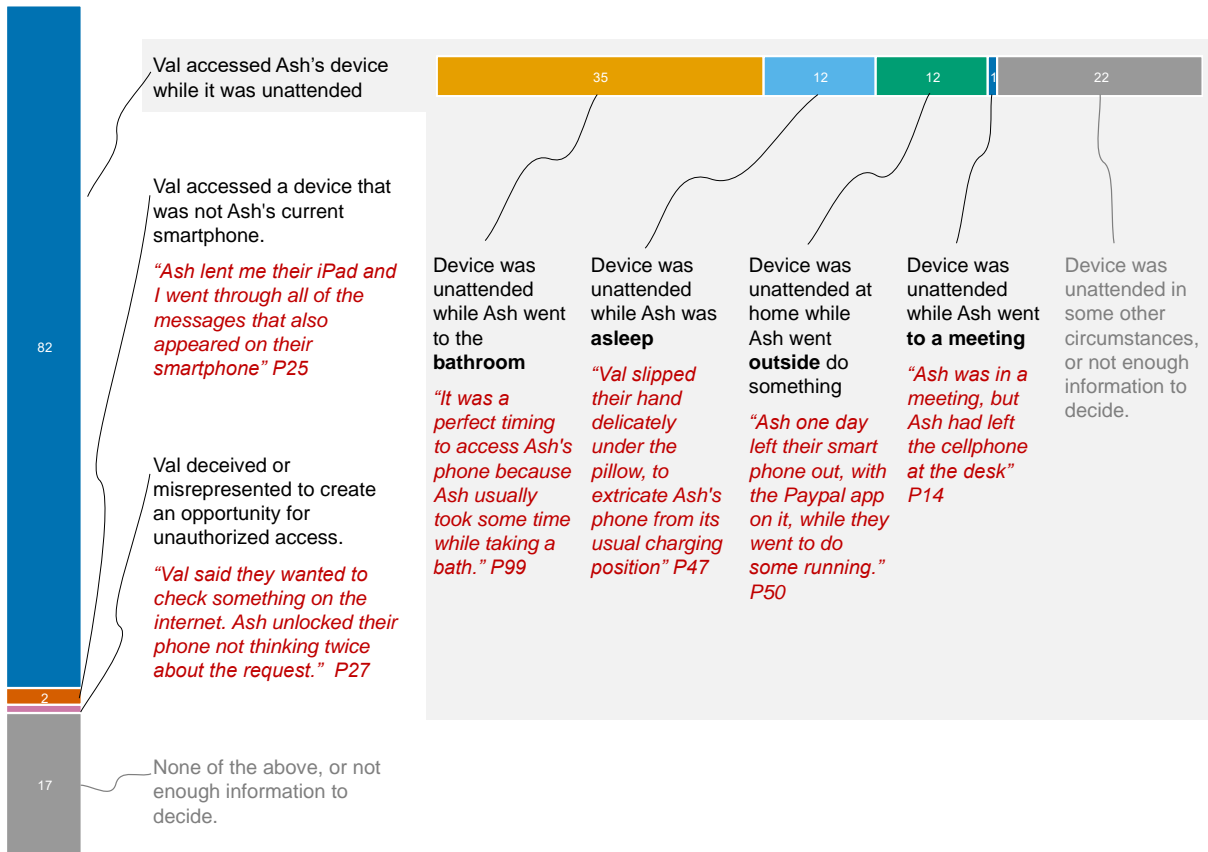 Val accessed Ash's device
while it was unattended
35
12
12
1
22
Val accessed a device that
was not Ash's current
smartphone.
“Ash lent me their iPad and
I went through all of the
messages that also
appeared on their
smartphone” P25
82
Val deceived or
misrepresented to create
an opportunity for
unauthorized access.
“Val said they wanted to
check something on the
internet. Ash unlocked their
phone not thinking twice
about the request.”  P27
2
17
None of the above, or not
enough information to
decide.
Device was
unattended
while Ash went
to the
bathroom
“It was a
perfect timing
to access Ash's
phone because
Ash usually
took some time
while taking a
bath.” P99
Device was
unattended
while Ash was
asleep
“Val slipped
their hand
delicately
under the
pillow, to
extricate Ash's
phone from its
usual charging
position” P47
Device was
unattended at
home while
Ash went
outside do
something
“Ash one day
left their smart
phone out, with
the Paypal app
on it, while they
went to do
some running.”
P50
Device was
unattended
while Ash went
to a meeting
“Ash was in a
meeting, but
Ash had left
the cellphone
at the desk”
P14
Device was
unattended in
some other
circumstances,
or not enough
information to
decide.